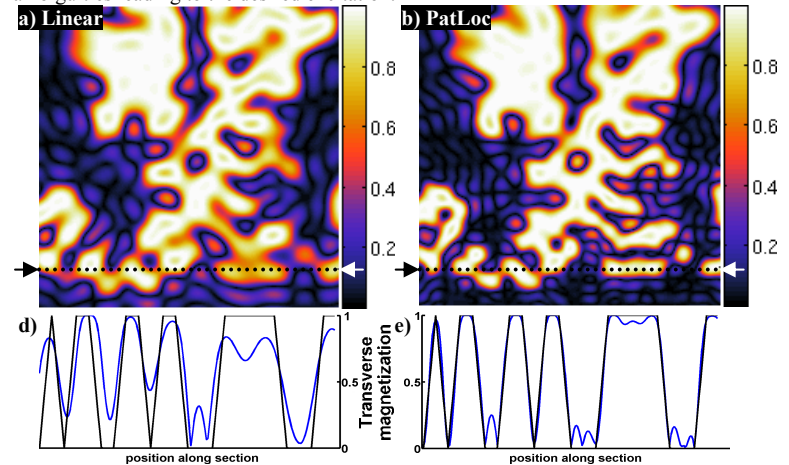 a) Linear
b) PatLoc
0.8
0.6
0.4
0.2
0.8
0.6
0.4
0.2
d)
1
0.5
0
Transverse
magnetization
position along section
e)
1
0.5
0
position along section